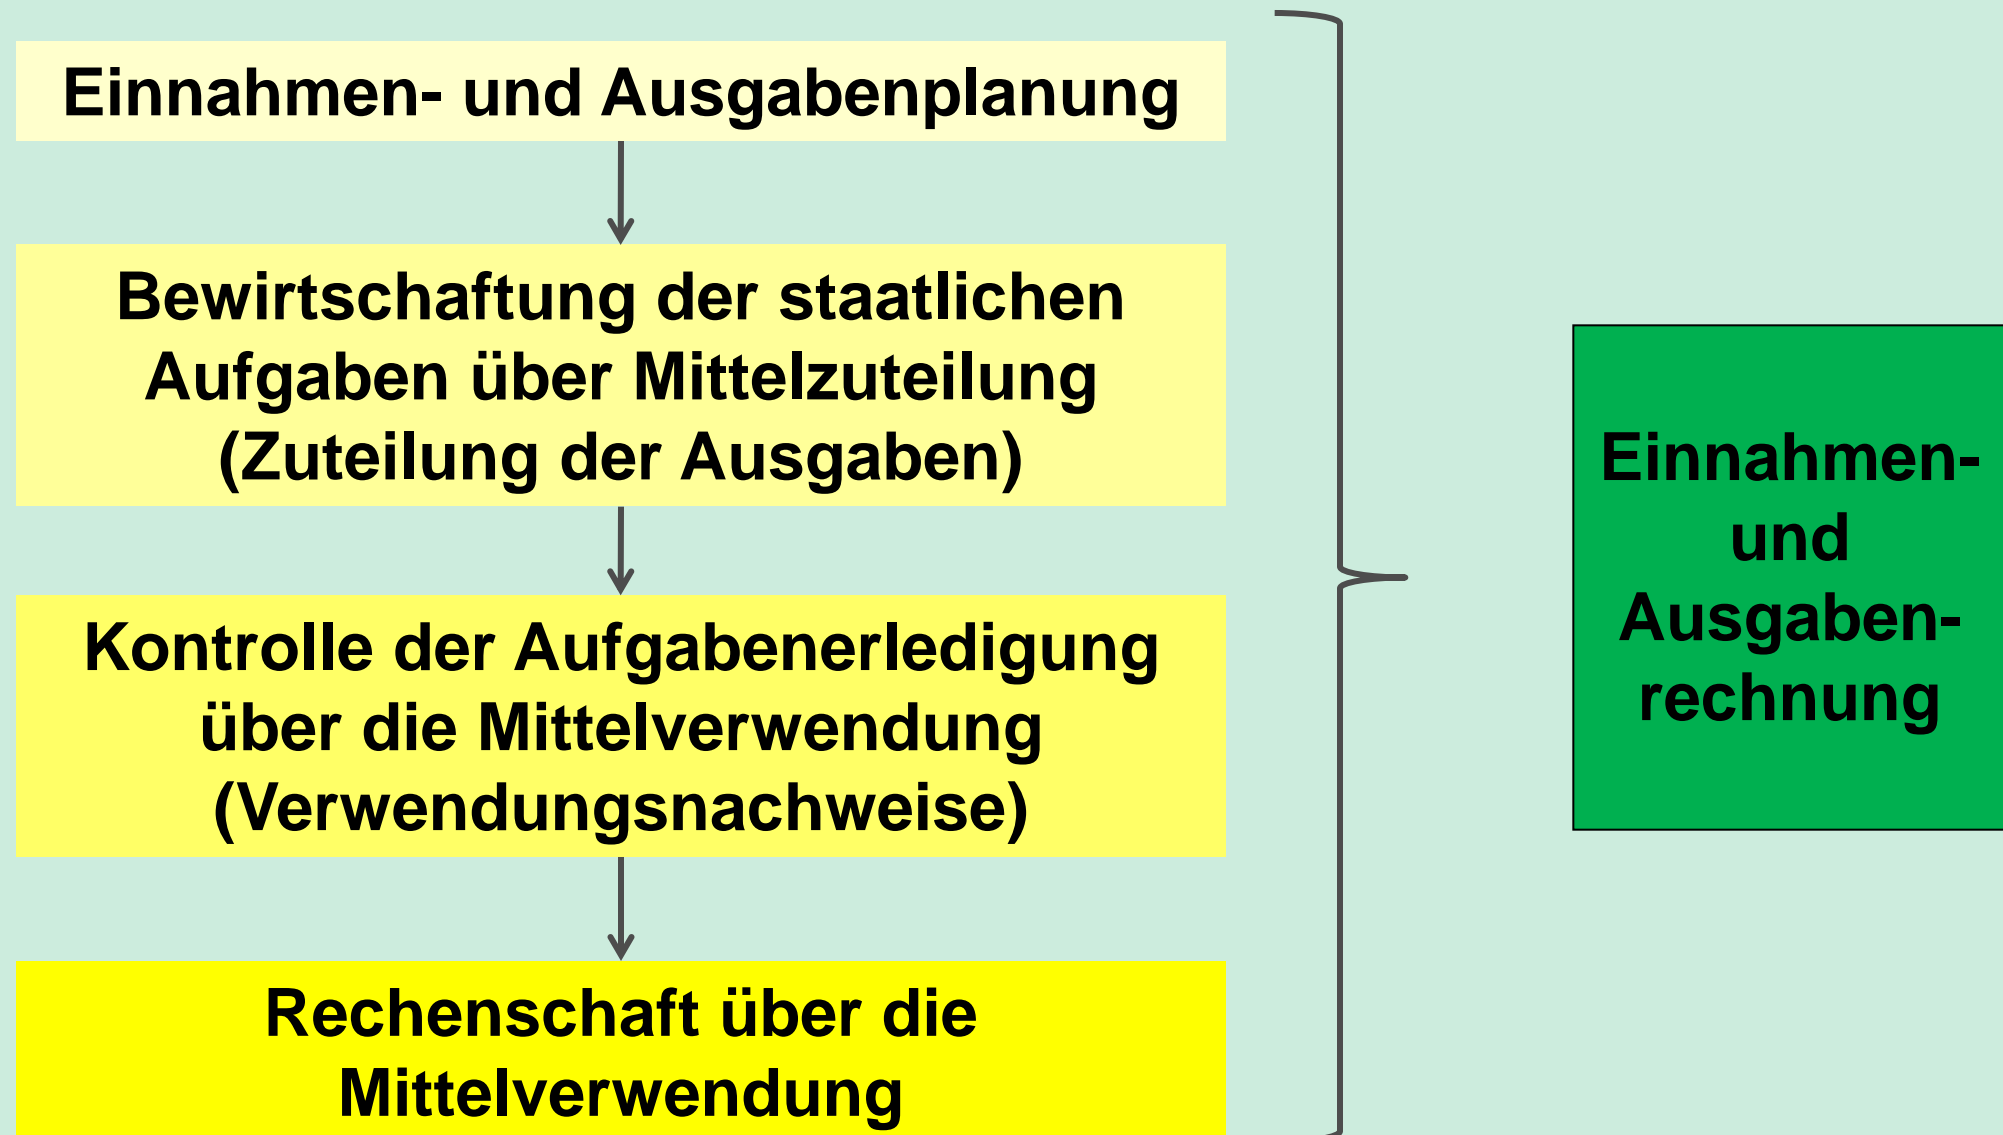 Einnahmen- und Ausgabenplanung
Bewirtschaftung der staatlichen
Aufgaben über Mittelzuteilung
(Zuteilung der Ausgaben)
Kontrolle der Aufgabenerledigung
über die Mittelverwendung
(Verwendungsnachweise)
Rechenschaft über die
Mittelverwendung
Einnahmen-
und
Ausgaben-
rechnung